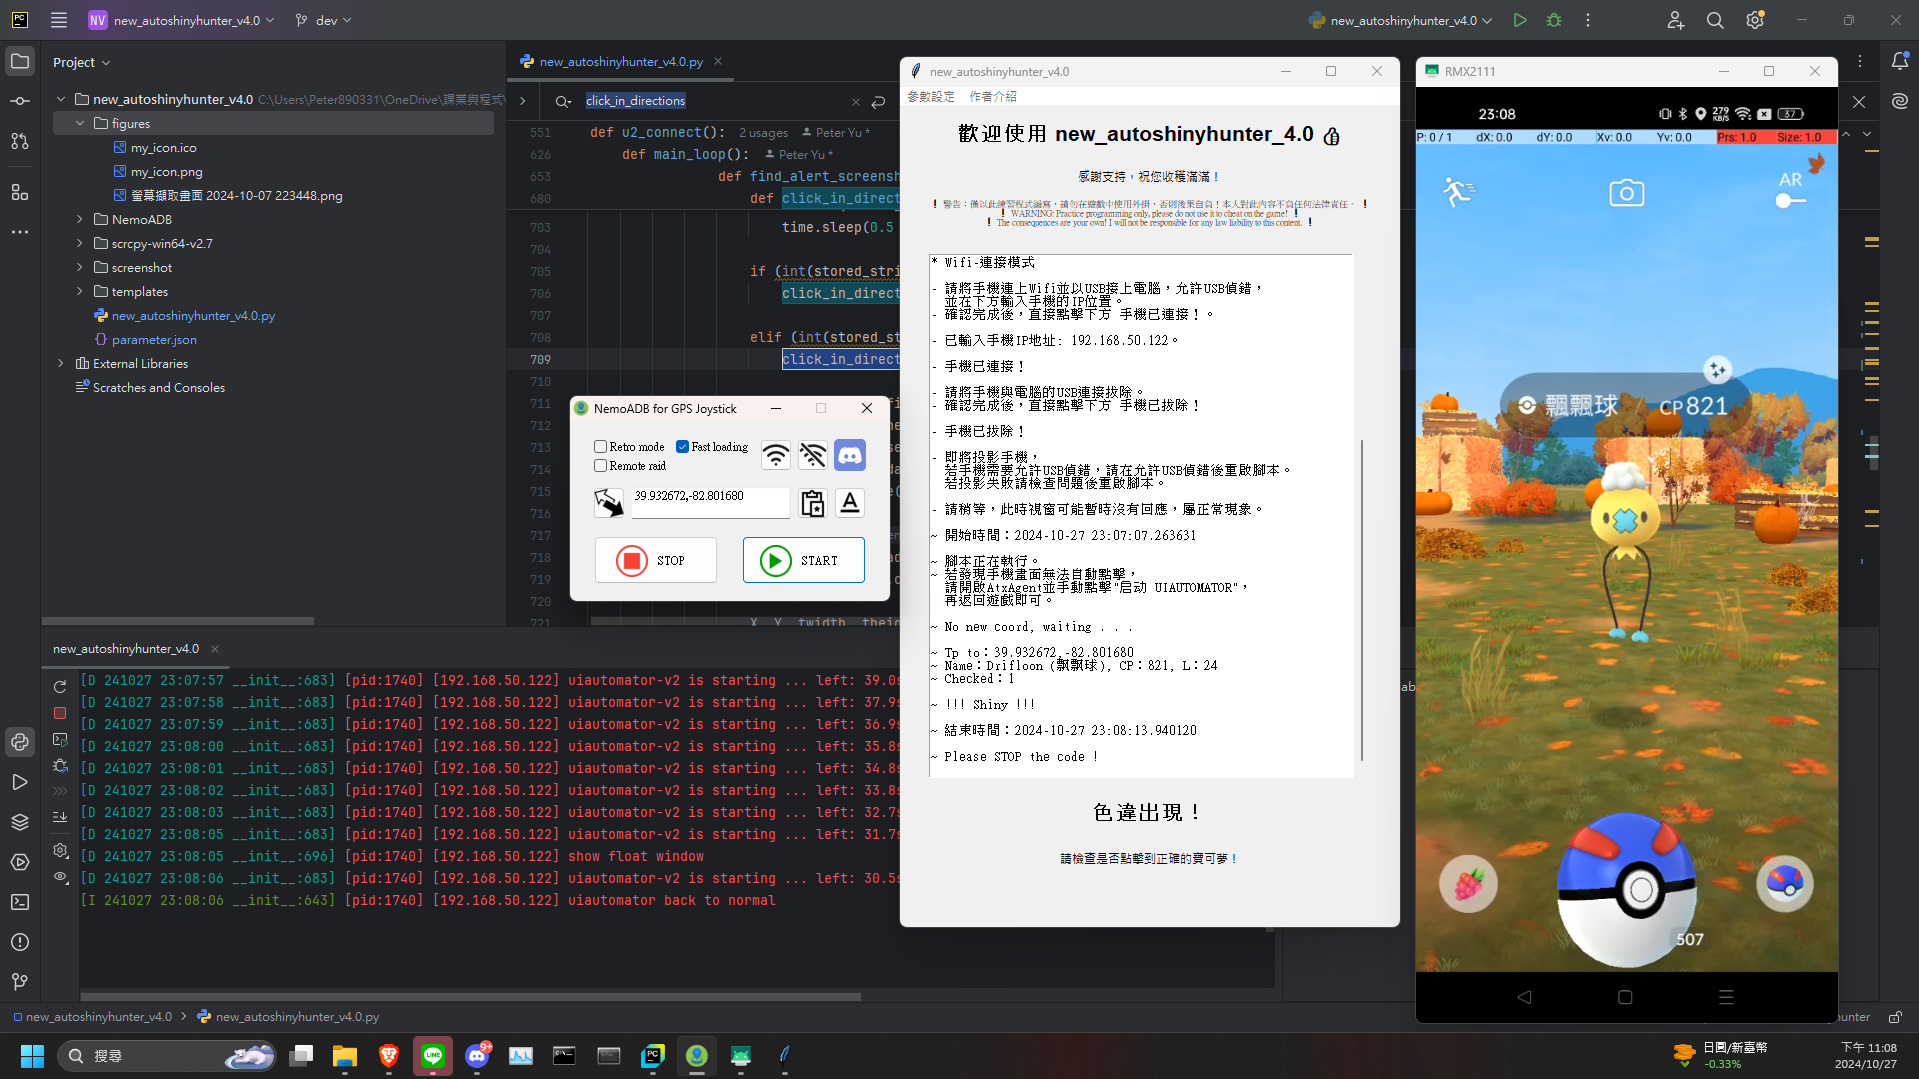 NV new_autoshinyhunter_v4.0 dev
new_autoshinyhunter_v4.0
Project
new_autoshinyhunter_v4.0 C:\Users\Peter890331\OneDrive\課業與程式\
figures
my_icon.ico
my_icon.png
螢幕擷取畫面 2024-10-07 223448.png
NemoADB
scrcpy-win64-v2.7
screenshot
templates
new_autoshinyhunter_v4.0.py
parameter.json
External Libraries
Scratches and Consoles
new_autoshinyhunter_v4.0.py
click_in_directions
551 def v2_connect(): 2 usages Peter Yu *
626 def main_loop(): Peter Yu *
653 def find_alert_screensh
680 def click_in_direct
703 time.sleep(0.5
704
705 if (int(stored_stri
706 click_in_direct
707
708 elif (int(stored_st
709 click_in_direct
710
711
712
713
714
715
716
717
718
719
720
721 X, Y, twidth, theig
NemoADB for GPS Joystick
Retro mode
Fast loading
Remote raid
39.932672,-82.801680
A
STOP
START
new_autoshinyhunter_v4.0
參數設定 作者介紹
歡迎使用 new_autoshinyhunter_4.0
感謝支持，祝您收穫滿滿！
！ 警告：僅以此練習程式編寫，請勿在遊戲中使用外掛，否則後果自負！本人對此內容不負任何法律責任。 ！
！ WARNING: Practice programming only, please do not use it to cheat on the game! ！
！ The consequences are your own! I will not be responsible for any law liability to this content. ！
* Wifi-連接模式
- 請將手機連上Wifi並以USB接上電腦，允許USB偵錯，
並在下方輸入手機的IP位置。
- 確認完成後，直接點擊下方 手機已連接！。
- 已輸入手機IP地址: 192.168.50.122。
- 手機已連接！
- 請將手機與電腦的USB連接拔除。
- 確認完成後，直接點擊下方 手機已拔除！
- 手機已拔除！
- 即將投影手機，
若手機需要允許USB偵錯，請在允許USB偵錯後重啟腳本。
若投影失敗請檢查問題後重啟腳本。
- 請稍等，此時視窗可能暫時沒有回應，屬正常現象。
~ 開始時間：2024-10-27 23:07:07.263631
~ 腳本正在執行。
~ 若發現手機畫面無法自動點擊，
請開啟AtxAgent並手動點擊"启动 UIAUTOMATOR"，
再返回遊戲即可。
~ No new coord, waiting . . .
~ Tp to：39.932672,-82.801680
~ Name：Drifloon (飄飄球), CP：821, L：24
~ Checked：1
~ !!! Shiny !!!
~ 結束時間：2024-10-27 23:08:13.940120
~ Please STOP the code !
色違出現！
請檢查是否點擊到正確的寶可夢！
RMX2111
23:08
279 KB/S
37
P: 0 / 1 dX: 0.0 dY: 0.0 Xv: 0.0 Yv: 0.0 Prs: 1.0 Size: 1.0
AR
飄飄球 / CP821
507
new_autoshinyhunter_v4.0
[D 241027 23:07:57 __init__:683] [pid:1740] [192.168.50.122] uiautomator-v2 is starting ... left: 39.0s
[D 241027 23:07:58 __init__:683] [pid:1740] [192.168.50.122] uiautomator-v2 is starting ... left: 37.9s
[D 241027 23:07:59 __init__:683] [pid:1740] [192.168.50.122] uiautomator-v2 is starting ... left: 36.9s
[D 241027 23:08:00 __init__:683] [pid:1740] [192.168.50.122] uiautomator-v2 is starting ... left: 35.8s
[D 241027 23:08:01 __init__:683] [pid:1740] [192.168.50.122] uiautomator-v2 is starting ... left: 34.8s
[D 241027 23:08:02 __init__:683] [pid:1740] [192.168.50.122] uiautomator-v2 is starting ... left: 33.8s
[D 241027 23:08:03 __init__:683] [pid:1740] [192.168.50.122] uiautomator-v2 is starting ... left: 32.7s
[D 241027 23:08:05 __init__:683] [pid:1740] [192.168.50.122] uiautomator-v2 is starting ... left: 31.7s
[D 241027 23:08:05 __init__:696] [pid:1740] [192.168.50.122] show float window
[D 241027 23:08:06 __init__:683] [pid:1740] [192.168.50.122] uiautomator-v2 is starting ... left: 30.5s
[I 241027 23:08:06 __init__:643] [pid:1740] [192.168.50.122] uiautomator back to normal
new_autoshinyhunter_v4.0 > new_autoshinyhunter_v4.0.py
搜尋
9+
日圓/新臺幣
-0.33%
下午 11:08
2024/10/27